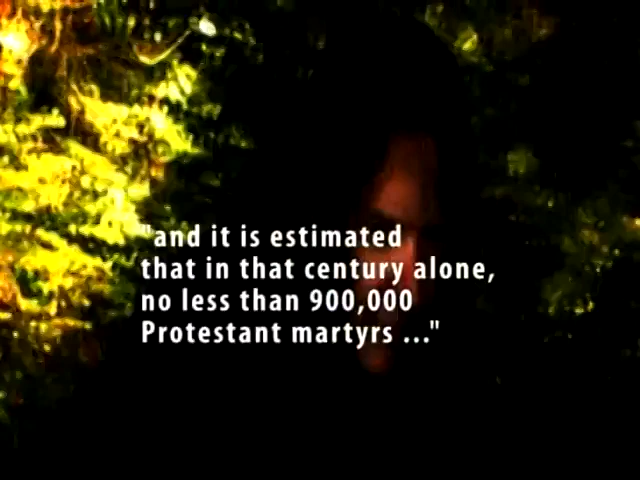 "and it is estimated
that in that century alone,
no less than 900,000
Protestant martyrs ..."